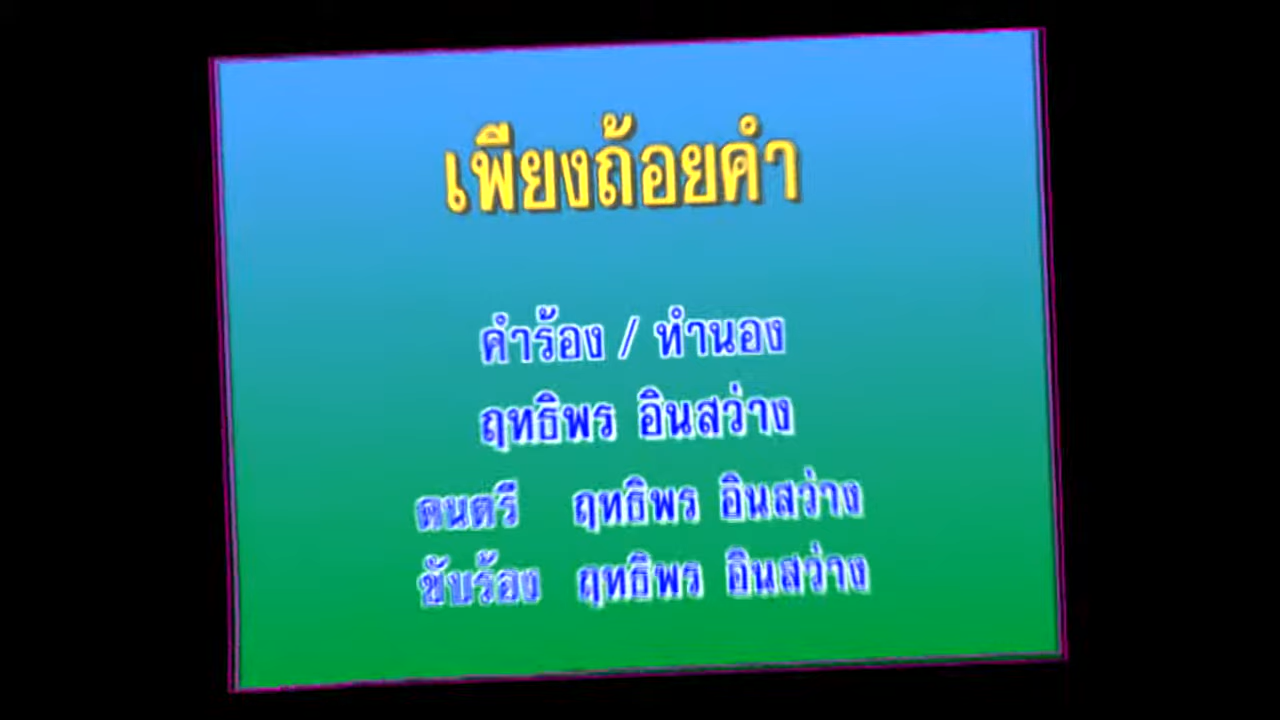 เพียงถ้อยคำ
คำร้อง / ทำนอง
ฤทธิพร อินสว่าง
ดนตรี ฤทธิพร อินสว่าง
ขับร้อง ฤทธิพร อินสว่าง